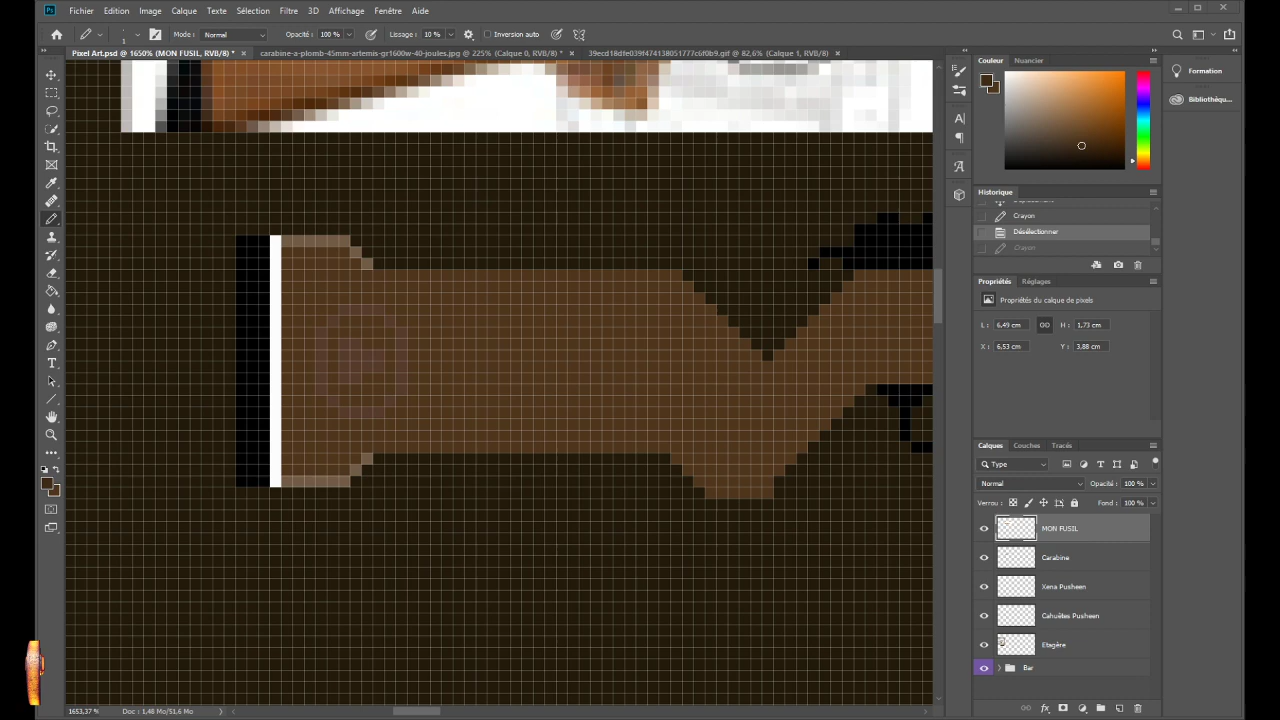 Fichier Edition Image Calque Texte Sélection Filtre 3D Affichage Fenêtre Aide
1 Mode : Normal Opacité : 100 % Lissage : 10 % Inversion auto
Pixel Art.psd @ 1650% (MON FUSIL, RVB/8) * × carabine-a-plomb-45mm-artemis-gr1600w-40-joules.jpg @ 225% (Calque 0, RVB/8) * × 39ecd18dfe039f474138051777c6f0b9.gif @ 82,6% (Calque 1, RVB/8) ×
Couleur Nuancier
Formation
Bibliothèqu...
Historique
Crayon
Désélectionner
Crayon
Propriétés Réglages
Propriétés du calque de pixels
L : 6,49 cm H : 1,73 cm
X : 6,53 cm Y : 3,88 cm
Calques Couches Tracés
Type
Normal Opacité : 100 %
Verrou : Fond : 100 %
MON FUSIL
Carabine
Xena Pusheen
Cahuètes Pusheen
Etagère
Bar
1653,37 % Doc : 1,48 Mo/51,6 Mo